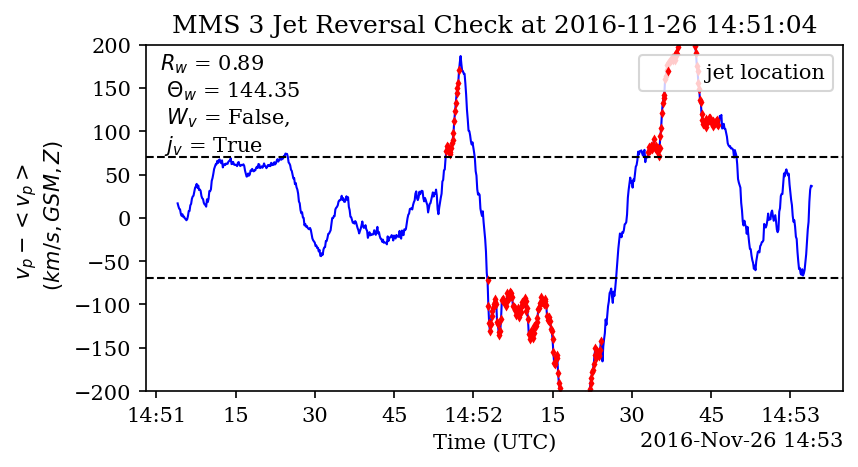 MMS 3 Jet Reversal Check at 2016-11-26 14:51:04
R_w = 0.89
Θ_w = 144.35
W_v = False,
j_v = True
jet location
v_p − <v_p>
(km/s, GSM, Z)
200
150
100
50
0
−50
−100
−150
−200
14:51 15 30 45 14:52 15 30 45 14:53
Time (UTC)
2016-Nov-26 14:53